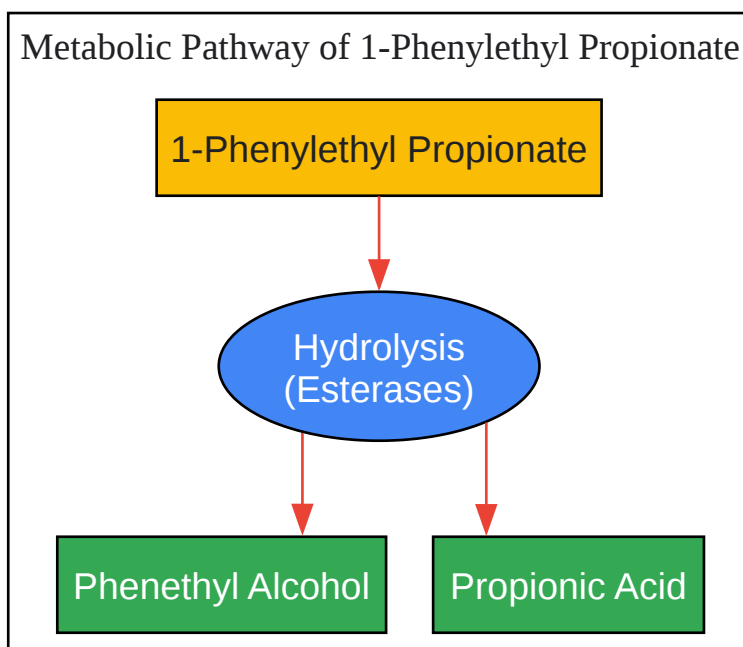 Metabolic Pathway of 1-Phenylethyl Propionate
1-Phenylethyl Propionate
Hydrolysis
(Esterases)
Phenethyl Alcohol
Propionic Acid